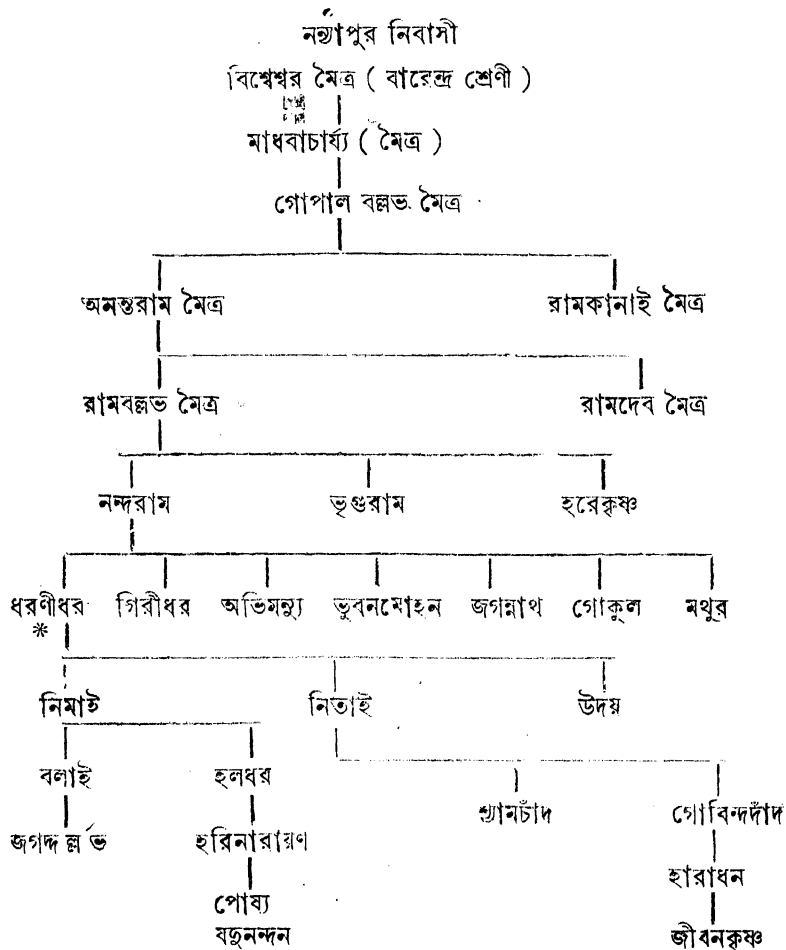 নন্যাপুর নিবাসী
বিশ্বেশ্বর মৈত্র ( বারেন্দ্র শ্রেণী )
মাধবাচার্য্য ( মৈত্র )
গোপাল বল্লভ মৈত্র
অনন্তরাম মৈত্র রামকানাই মৈত্র
রামবল্লভ মৈত্র রামদেব মৈত্র
নন্দরাম ভৃগুরাম হরেকৃষ্ণ
ধরণীধর গিরীধর অভিমন্যু ভুবনমোহন জগন্নাথ গোকুল মথুর
*
নিমাই নিতাই উদয়
বলাই হলধর
শ্যামচাঁদ গোবিন্দচাঁদ
জগদ্দল্লভ হরিনারায়ণ
হারাধন
পোষ্য
যদুনন্দন জীবনকৃষ্ণ